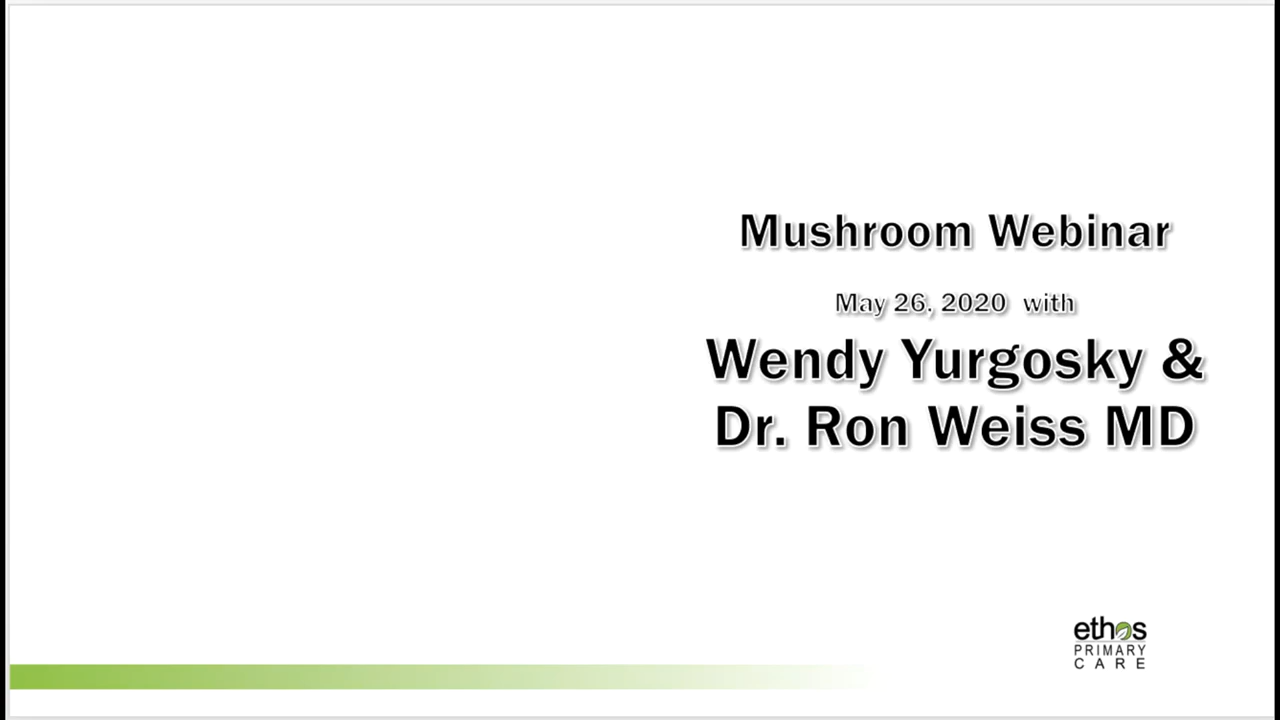 Mushroom Webinar
May 26, 2020 with
Wendy Yurgosky &
Dr. Ron Weiss MD
ethos
PRIMARY
CARE